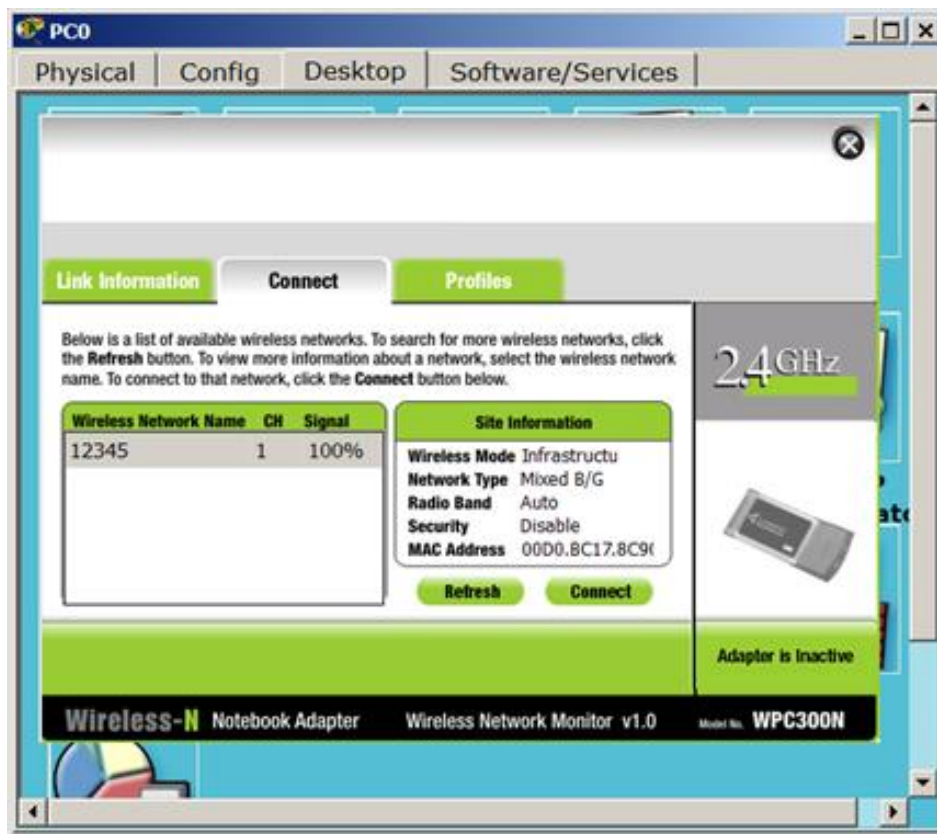 PC0
Physical Config Desktop Software/Services
Link Information Connect Profiles
Below is a list of available wireless networks. To search for more wireless networks, click
the Refresh button. To view more information about a network, select the wireless network
name. To connect to that network, click the Connect button below.
2.4GHz
Wireless Network Name CH Signal
12345 1 100%
Site Information
Wireless Mode Infrastructu
Network Type Mixed B/G
Radio Band Auto
Security Disable
MAC Address 00D0.BC17.8C9(
Refresh Connect
Adapter is Inactive
Wireless-N Notebook Adapter Wireless Network Monitor v1.0 Model No. WPC300N